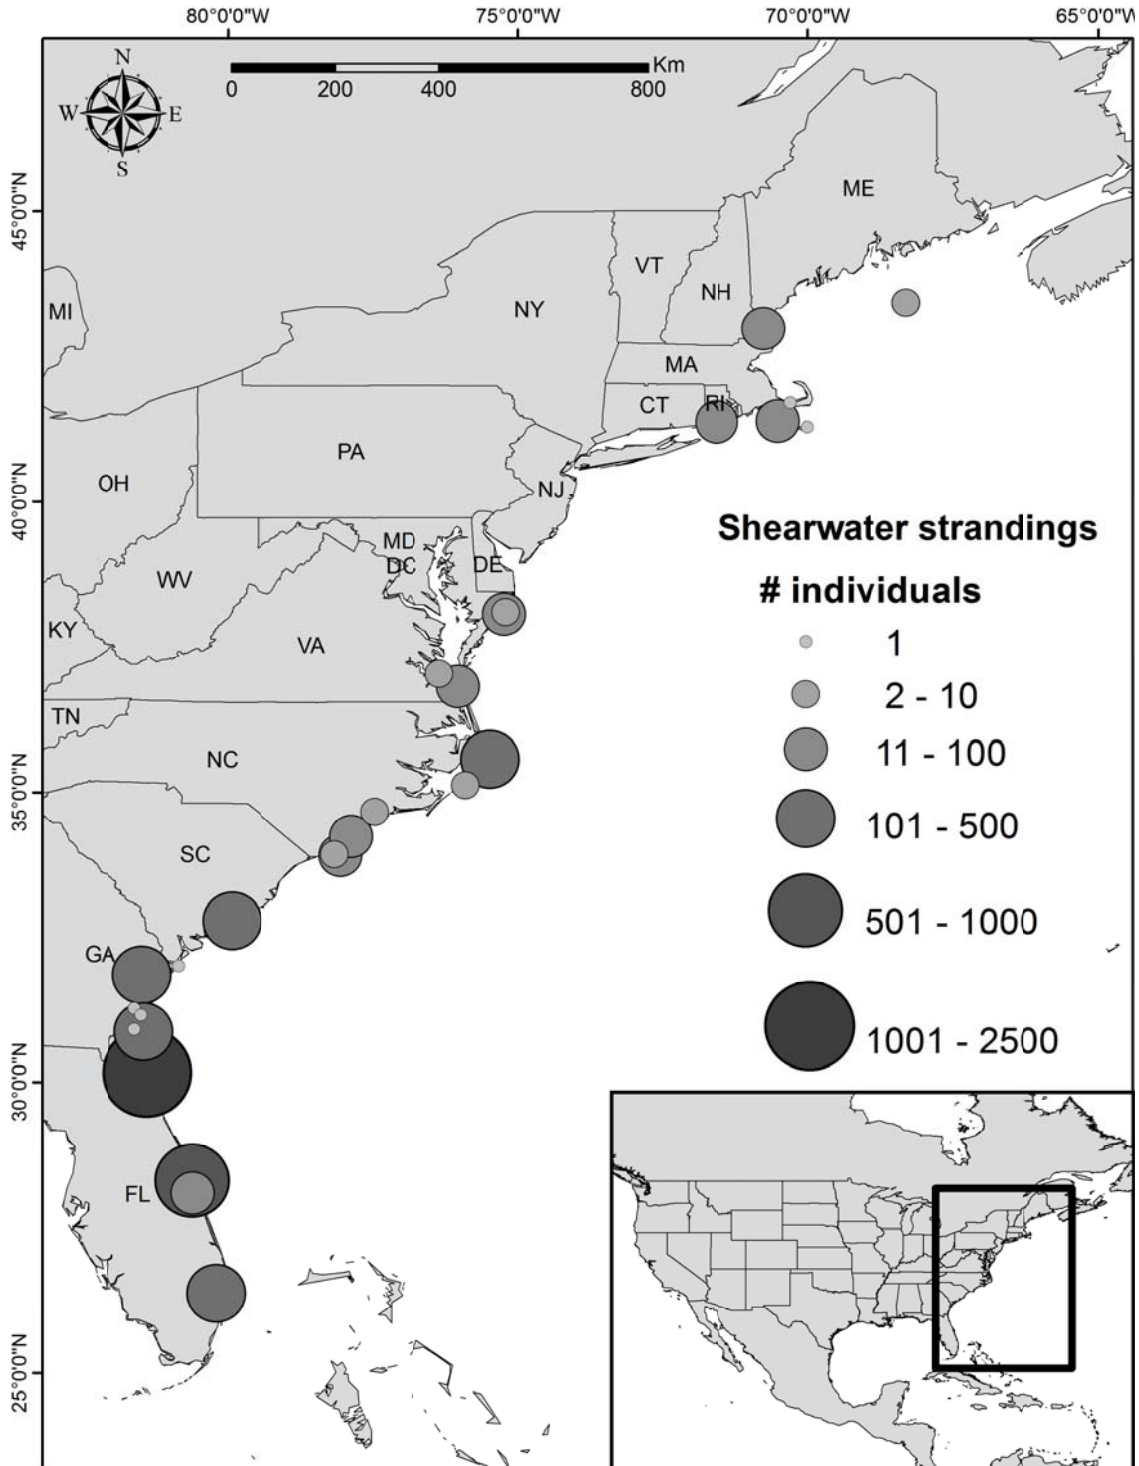 80°0'0"W 75°0'0"W 70°0'0"W 65°0'0"W
N
W E
S
Km
0 200 400 800
45°0'0"N
40°0'0"N
35°0'0"N
30°0'0"N
25°0'0"N
ME
VT
NH
NY
MI
MA
CT
RI
PA
OH
NJ
MD
DC
DE
WV
KY
VA
TN
NC
SC
GA
FL
Shearwater strandings
# individuals
1
2 - 10
11 - 100
101 - 500
501 - 1000
1001 - 2500